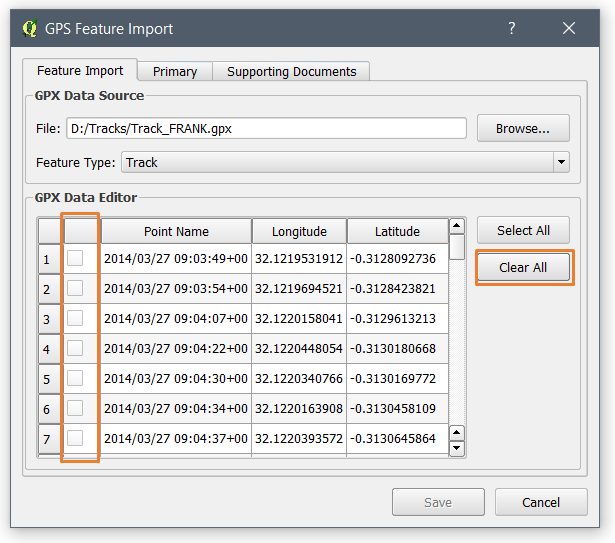 GPS Feature Import
Feature Import Primary Supporting Documents
GPX Data Source
File: D:/Tracks/Track_FRANK.gpx Browse...
Feature Type: Track
GPX Data Editor
Point Name Longitude Latitude Select All
1 2014/03/27 09:03:49+00 32.1219531912 -0.3128092736 Clear All
2 2014/03/27 09:03:54+00 32.1219694521 -0.3128423821
3 2014/03/27 09:04:07+00 32.1220158041 -0.3129613213
4 2014/03/27 09:04:22+00 32.1220448054 -0.3130180668
5 2014/03/27 09:04:30+00 32.1220340766 -0.3130169772
6 2014/03/27 09:04:34+00 32.1220163908 -0.3130458109
7 2014/03/27 09:04:37+00 32.1220393572 -0.3130645864
Save Cancel